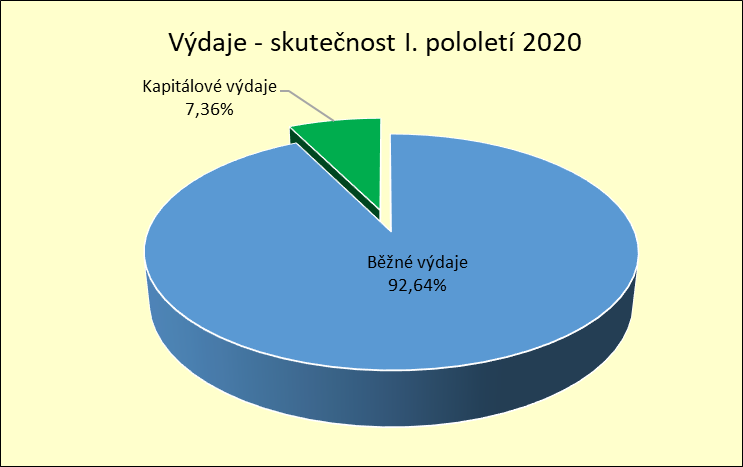 Výdaje - skutečnost I. pololetí 2020
Kapitálové výdaje
7,36%
Běžné výdaje
92,64%